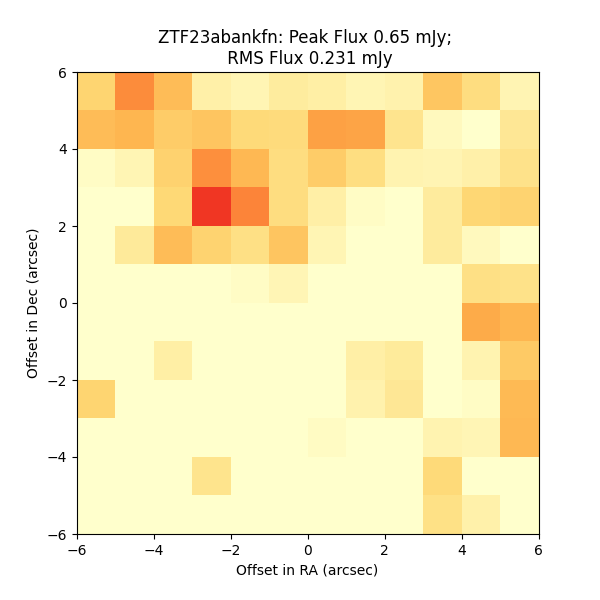 ZTF23abankfn: Peak Flux 0.65 mJy;
RMS Flux 0.231 mJy
6
4
2
0
−2
−4
−6
Offset in Dec (arcsec)
−6 −4 −2 0 2 4 6
Offset in RA (arcsec)